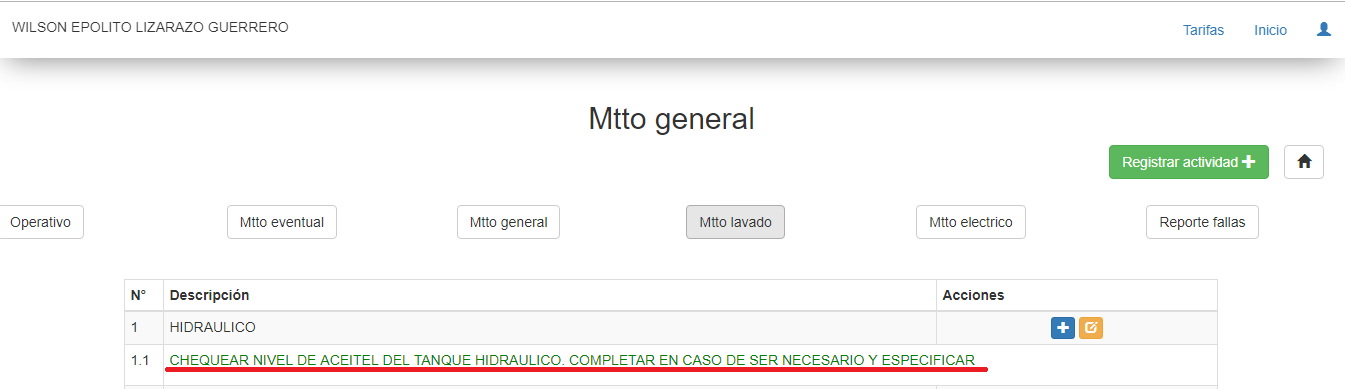 WILSON EPOLITO LIZARAZO GUERRERO
Tarifas Inicio
Mtto general
Registrar actividad
Operativo Mtto eventual Mtto general Mtto lavado Mtto electrico Reporte fallas
N° Descripción Acciones
1 HIDRAULICO
1.1 CHEQUEAR NIVEL DE ACEITEL DEL TANQUE HIDRAULICO. COMPLETAR EN CASO DE SER NECESARIO Y ESPECIFICAR